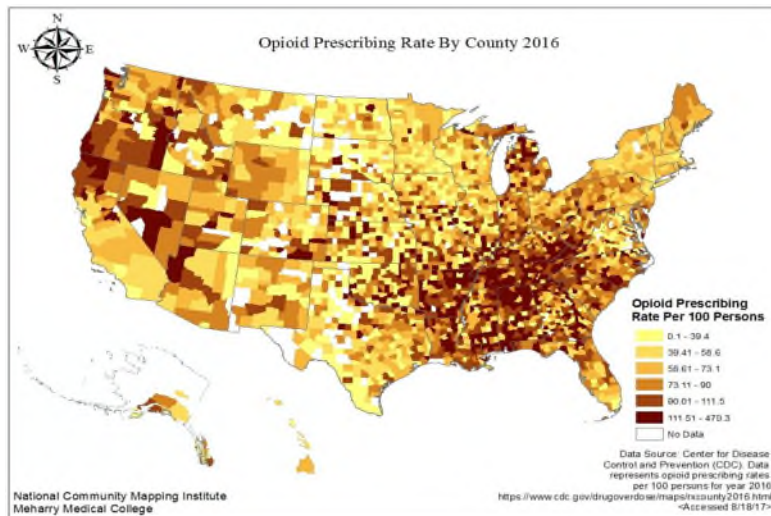 N
W E
S
Opioid Prescribing Rate By County 2016
Opioid Prescribing
Rate Per 100 Persons
0.1 - 39.4
39.41 - 58.6
58.61 - 73.1
73.11 - 90
90.01 - 111.5
111.51 - 479.3
No Data
Data Source: Center for Disease
Control and Prevention (CDC). Data
represents opioid prescribing rates
per 100 persons for year 2016
https://www.cdc.gov/drugoverdose/maps/rxcounty2016.html
<Accessed 8/18/17>
National Community Mapping Institute
Meharry Medical College